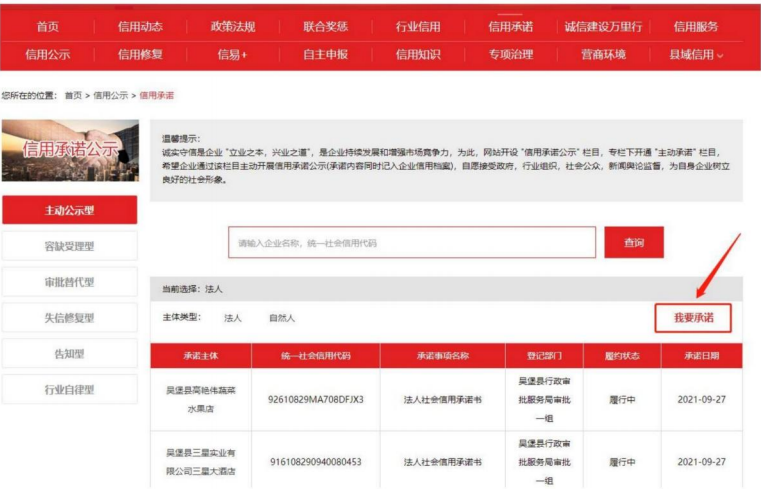 首页 信用动态 政策法规 联合奖惩 行业信用 信用承诺 诚信建设万里行 信用服务
信用公示 信用修复 信易+ 自主申报 信用知识 专项治理 营商环境 县域信用
您所在的位置： 首页 > 信用公示 > 信用承诺
信用承诺公示
温馨提示：
诚实守信是企业“立业之本，兴业之道”，是企业持续发展和增强市场竞争力，为此，网站开设“信用承诺公示”栏目，专栏下开通“主动承诺”栏目，
希望企业通过该栏目主动开展信用承诺公示(承诺内容同时记入企业信用档案)，自愿接受政府，行业组织，社会公众，新闻舆论监督，为自身企业树立
良好的社会形象。
主动公示型
容缺受理型
审批替代型
失信修复型
告知型
行业自律型
请输入企业名称，统一社会信用代码 查询
当前选择：法人
主体类型： 法人 自然人 我要承诺
承诺主体 统一社会信用代码 承诺事项名称 登记部门 履约状态 承诺日期
吴堡县高艳伟蔬菜
水果店
92610829MA708DFJX3 法人社会信用承诺书
吴堡县行政审
批服务局审批
一组
履行中 2021-09-27
吴堡县三星实业有
限公司三星大酒店
916108290940080453 法人社会信用承诺书
吴堡县行政审
批服务局审批
一组
履行中 2021-09-27